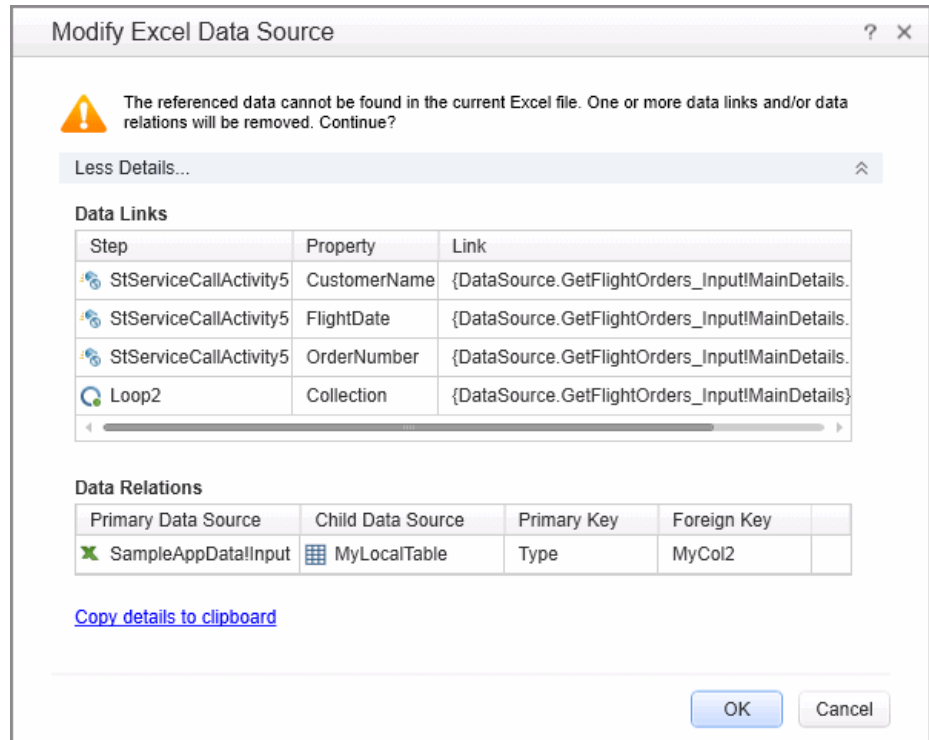 Modify Excel Data Source ? ×
The referenced data cannot be found in the current Excel file. One or more data links and/or data
relations will be removed. Continue?
Less Details...
Data Links
Step Property Link
StServiceCallActivity5 CustomerName {DataSource.GetFlightOrders_Input!MainDetails.
StServiceCallActivity5 FlightDate {DataSource.GetFlightOrders_Input!MainDetails.
StServiceCallActivity5 OrderNumber {DataSource.GetFlightOrders_Input!MainDetails.
Loop2 Collection {DataSource.GetFlightOrders_Input!MainDetails}
Data Relations
Primary Data Source Child Data Source Primary Key Foreign Key
SampleAppData!Input MyLocalTable Type MyCol2
Copy details to clipboard
OK Cancel